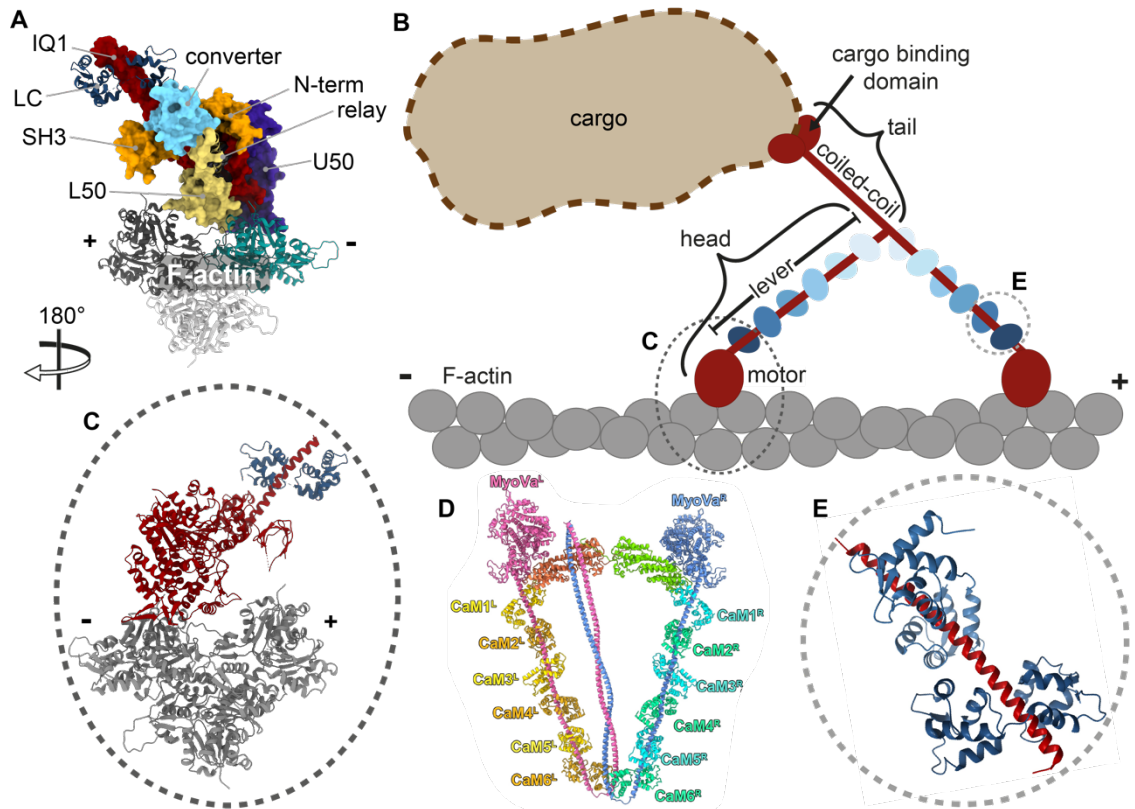 A
IQ1
converter
LC
N-term
relay
SH3
U50
L50
+
-
F-actin
180°
B
cargo binding
domain
cargo
tail
coiled-coil
head
lever
E
C
-
F-actin
motor
+
C
-
+
D
MyoVaᴸ
MyoVaᴿ
CaM1ᴸ
CaM1ᴿ
CaM2ᴸ
CaM2ᴿ
CaM3ᴸ
CaM3ᴿ
CaM4ᴸ
CaM4ᴿ
CaM5ᴸ
CaM5ᴿ
CaM6ᴸ
CaM6ᴿ
E